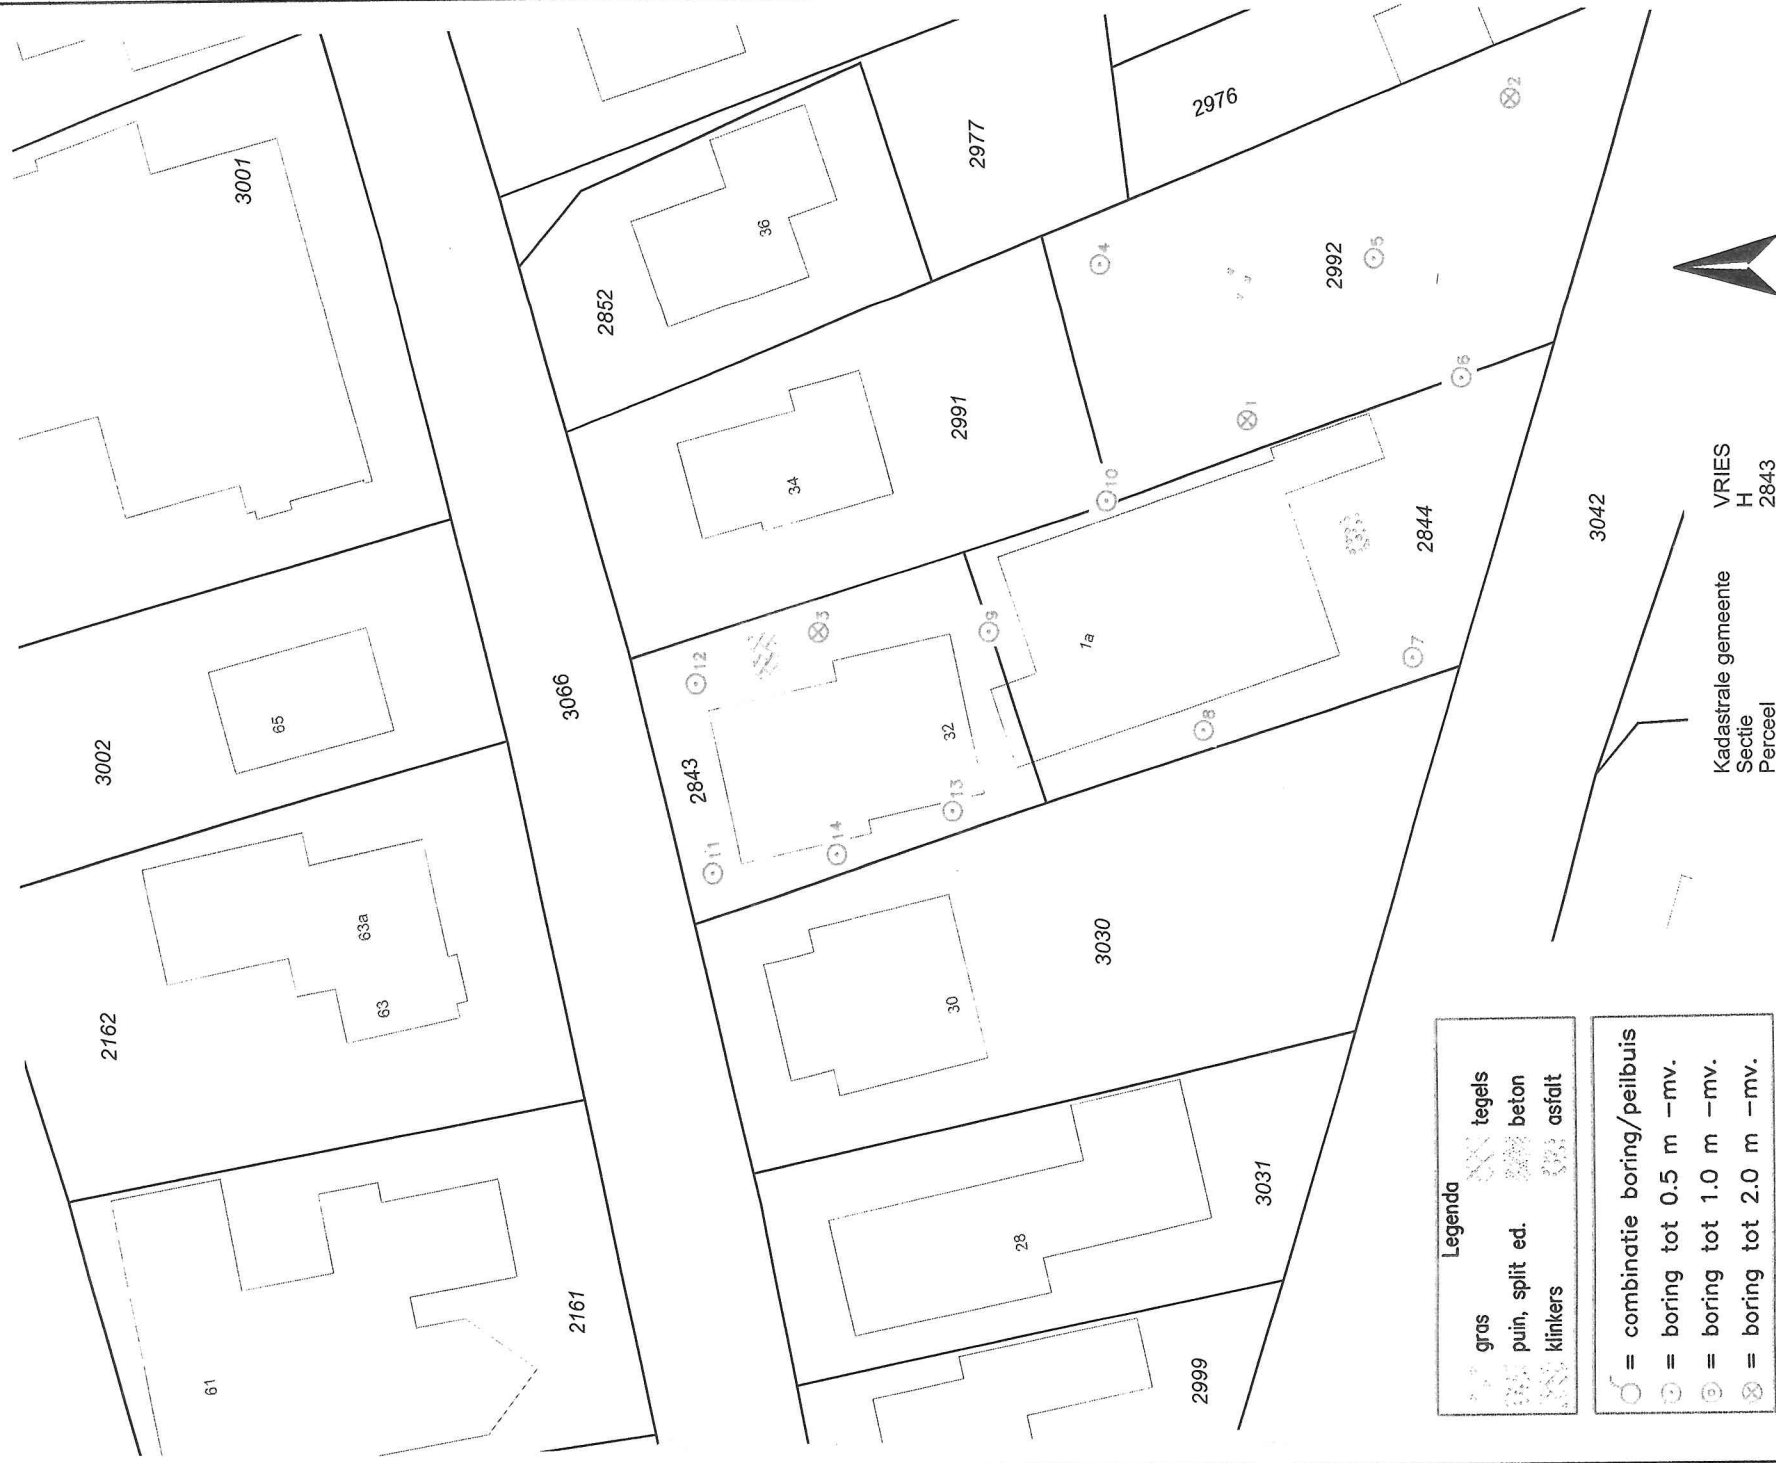 3001
2976
2977
36
2852
4
2
2992
5
2991
34
6
1
10
3002
65
3066
12
3
9
1a
2844
3042
7
8
2843
32
11
14
13
2162
63a
63
30
3030
61
2161
28
3031
2999
Kadastrale gemeente VRIES
Sectie H
Perceel 2843
Legenda
gras tegels
puin, split ed. beton
klinkers asfalt
= combinatie boring/peilbuis
= boring tot 0.5 m -mv.
= boring tot 1.0 m -mv.
= boring tot 2.0 m -mv.